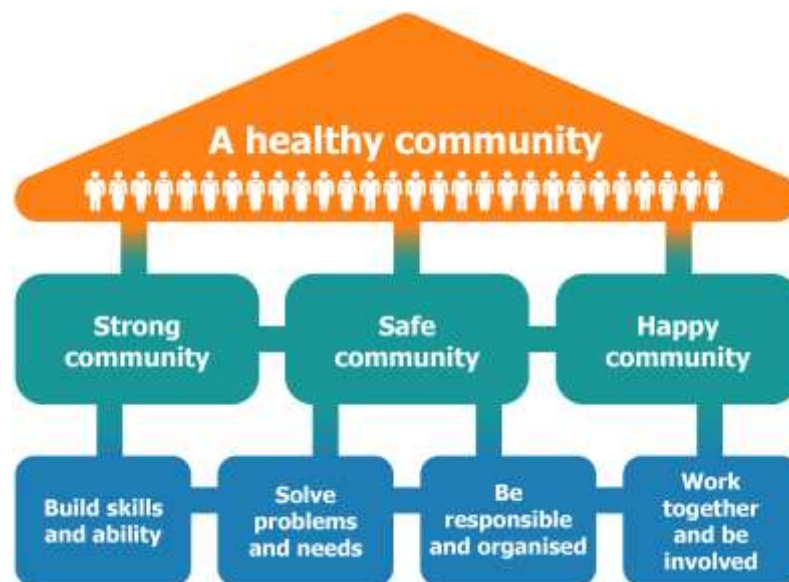 A healthy community
Strong
community
Safe
community
Happy
community
Build skills
and ability
Solve
problems
and needs
Be
responsible
and organised
Work
together
and be
involved